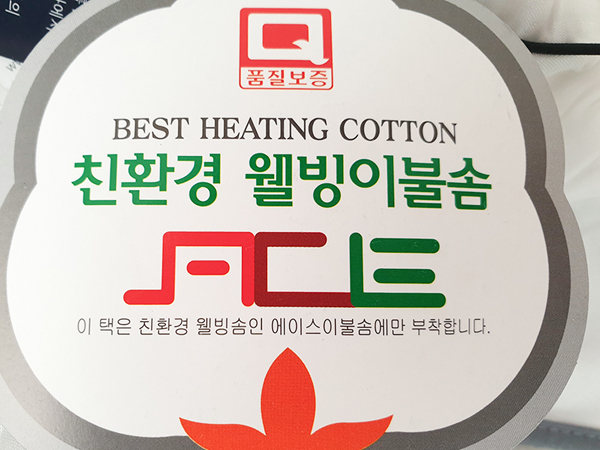 Q
품질보증
BEST HEATING COTTON
친환경 웰빙이불솜
ACE
이 택은 친환경 웰빙솜인 에이스이불솜에만 부착합니다.